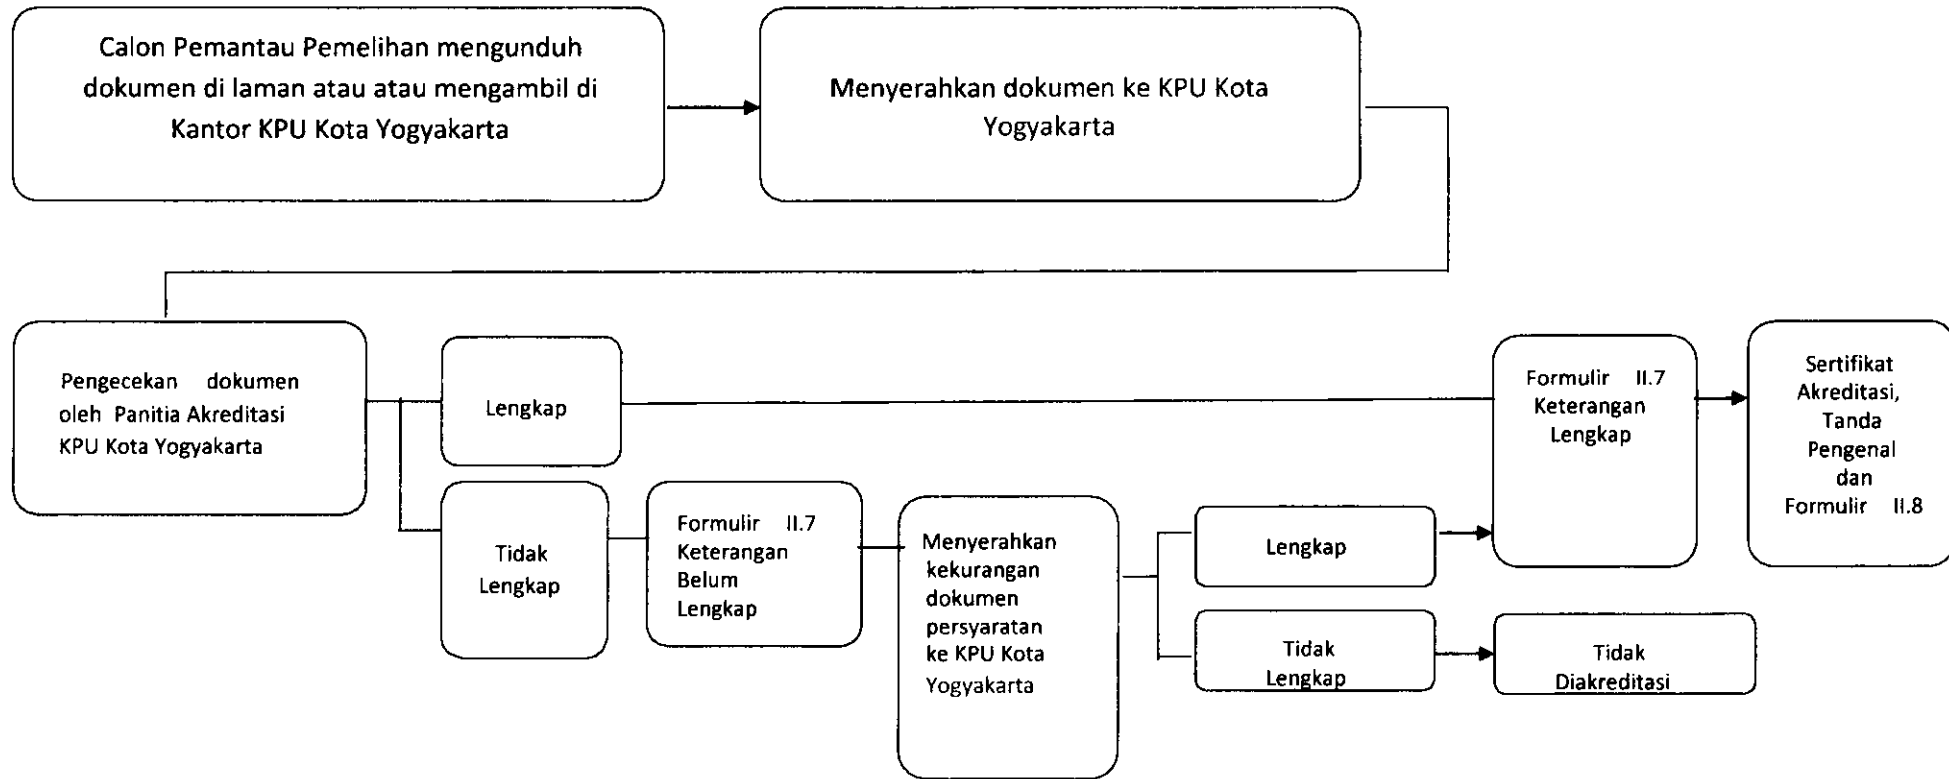 Calon Pemantau Pemelihan mengunduh
dokumen di laman atau atau mengambil di
Kantor KPU Kota Yogyakarta
Menyerahkan dokumen ke KPU Kota
Yogyakarta
Pengecekan dokumen
oleh Panitia Akreditasi
KPU Kota Yogyakarta
Lengkap
Tidak
Lengkap
Formulir II.7
Keterangan
Belum
Lengkap
Menyerahkan
kekurangan
dokumen
persyaratan
ke KPU Kota
Yogyakarta
Lengkap
Tidak
Lengkap
Formulir II.7
Keterangan
Lengkap
Tidak
Diakreditasi
Sertifikat
Akreditasi,
Tanda
Pengenal
dan
Formulir II.8